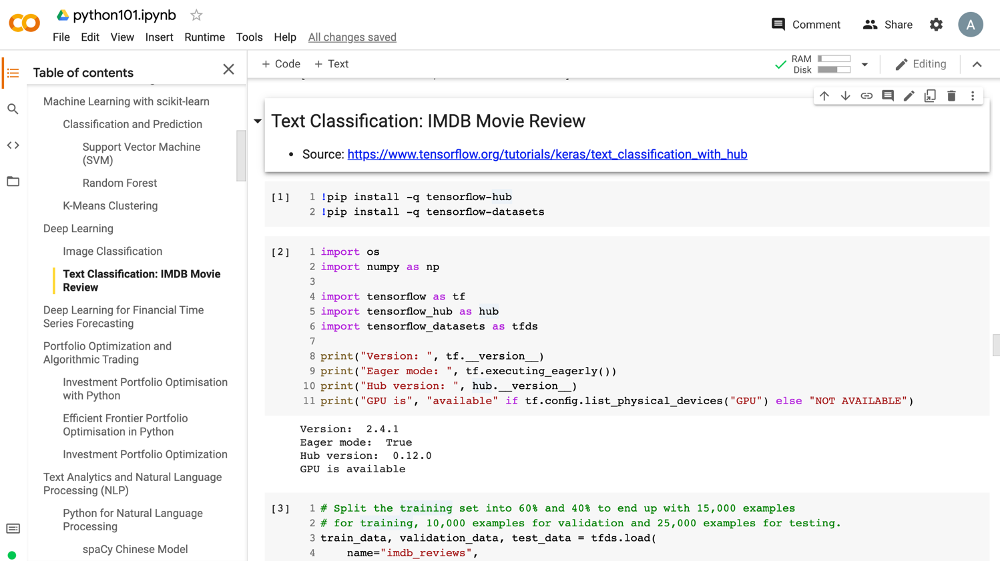 python101.ipynb
File Edit View Insert Runtime Tools Help All changes saved
Comment
Share
A
Table of contents
Machine Learning with scikit-learn
Classification and Prediction
Support Vector Machine
(SVM)
Random Forest
K-Means Clustering
Deep Learning
Image Classification
Text Classification: IMDB Movie
Review
Deep Learning for Financial Time
Series Forecasting
Portfolio Optimization and
Algorithmic Trading
Investment Portfolio Optimisation
with Python
Efficient Frontier Portfolio
Optimisation in Python
Investment Portfolio Optimization
Text Analytics and Natural Language
Processing (NLP)
Python for Natural Language
Processing
spaCy Chinese Model
+ Code + Text
RAM
Disk
Editing
Text Classification: IMDB Movie Review
• Source: https://www.tensorflow.org/tutorials/keras/text_classification_with_hub
[1] 1 !pip install -q tensorflow-hub
2 !pip install -q tensorflow-datasets
[2] 1 import os
2 import numpy as np
3
4 import tensorflow as tf
5 import tensorflow_hub as hub
6 import tensorflow_datasets as tfds
7
8 print("Version: ", tf.__version__)
9 print("Eager mode: ", tf.executing_eagerly())
10 print("Hub version: ", hub.__version__)
11 print("GPU is", "available" if tf.config.list_physical_devices("GPU") else "NOT AVAILABLE")
Version:  2.4.1
Eager mode:  True
Hub version:  0.12.0
GPU is available
[3] 1 # Split the training set into 60% and 40% to end up with 15,000 examples
2 # for training, 10,000 examples for validation and 25,000 examples for testing.
3 train_data, validation_data, test_data = tfds.load(
4     name="imdb_reviews",